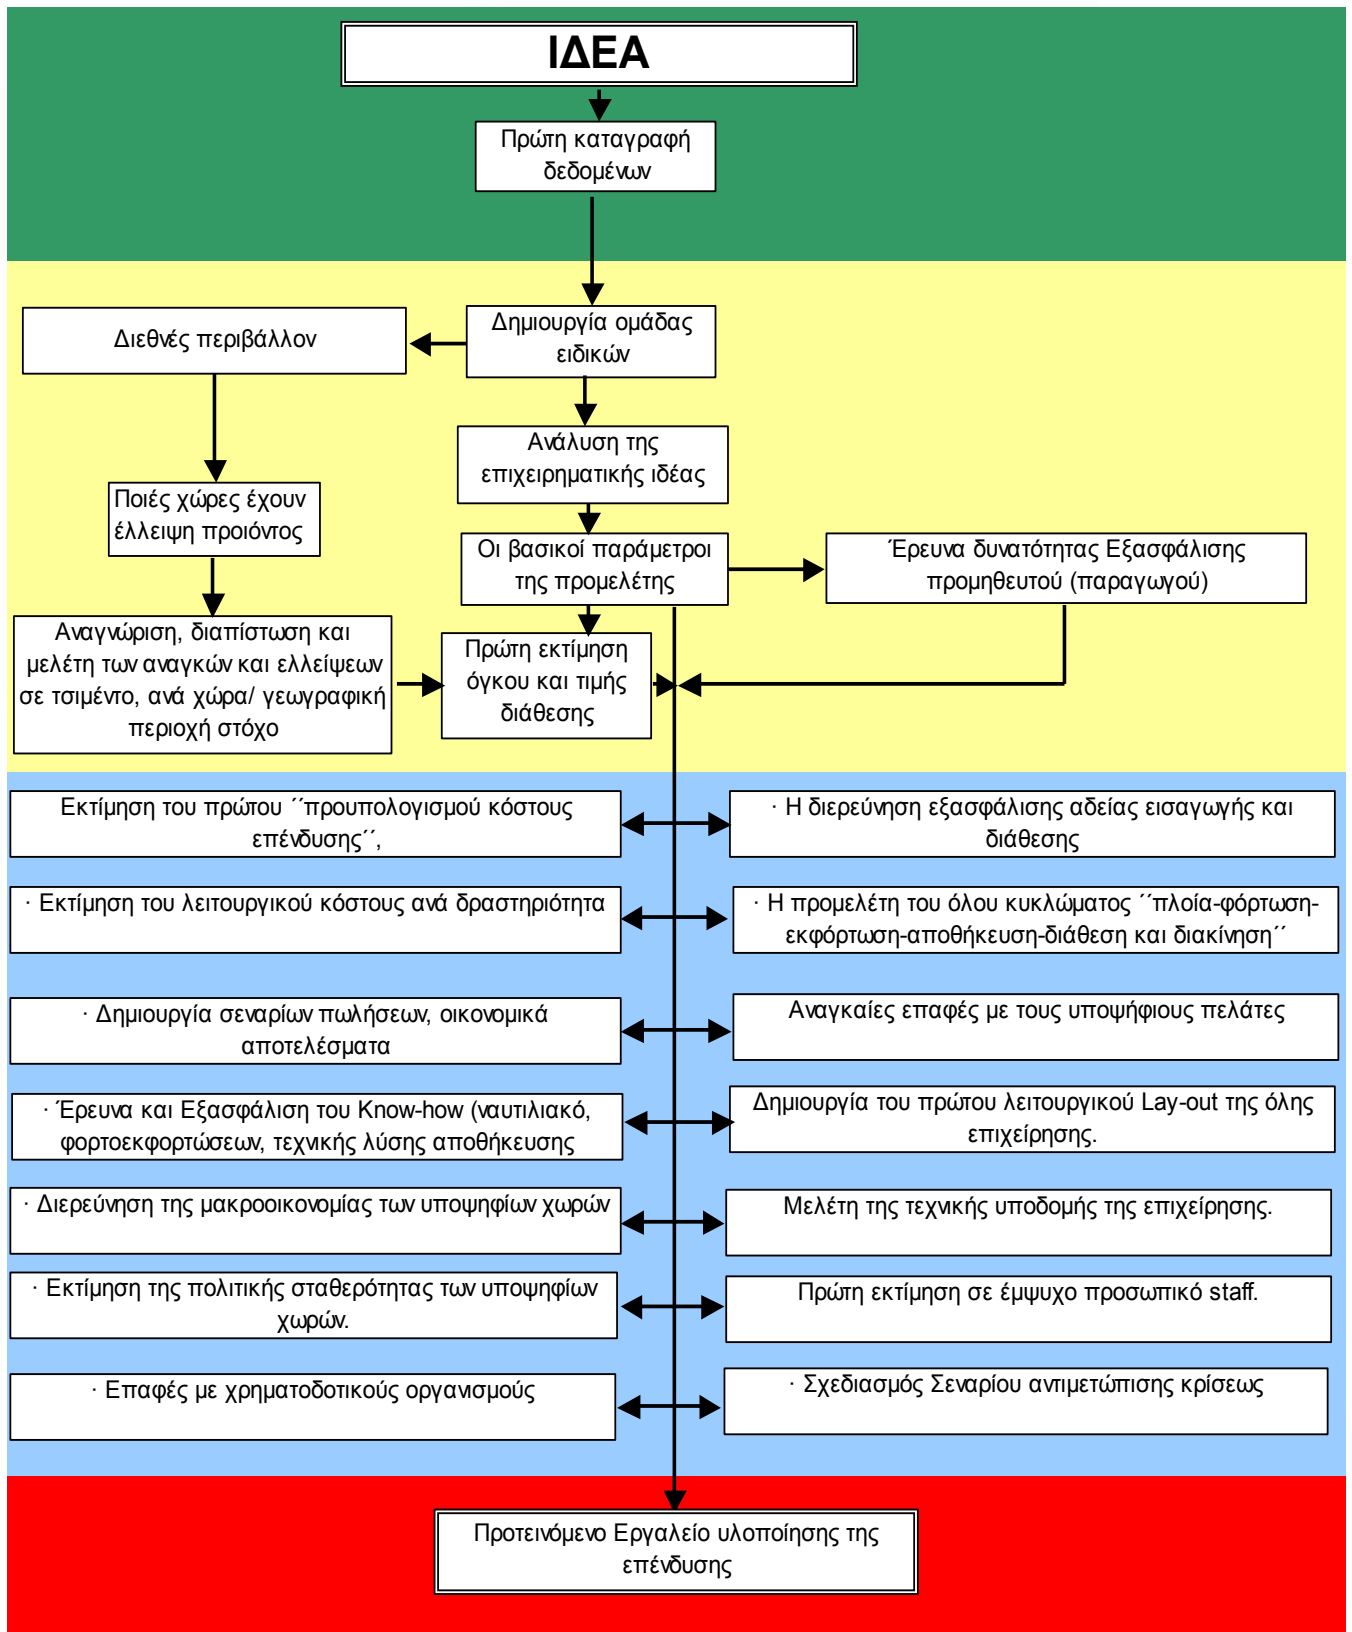 ΙΔΕΑ
Πρώτη καταγραφή
δεδομένων
Διεθνές περιβάλλον
Δημιουργία ομάδας
ειδικών
Ανάλυση της
επιχειρηματικής ιδέας
Ποιές χώρες έχουν
έλλειψη προιόντος
Οι βασικοί παράμετροι
της προμελέτης
Έρευνα δυνατότητας Εξασφάλισης
προμηθευτού (παραγωγού)
Αναγνώριση, διαπίστωση και
μελέτη των αναγκών και ελλείψεων
σε τσιμέντο, ανά χώρα/ γεωγραφική
περιοχή στόχο
Πρώτη εκτίμηση
όγκου και τιμής
διάθεσης
Εκτίμηση του πρώτου ΄΄προυπολογισμού κόστους
επένδυσης΄΄,
· Η διερεύνηση εξασφάλισης αδείας εισαγωγής και
διάθεσης
· Εκτίμηση του λειτουργικού κόστους ανά δραστηριότητα
· Η προμελέτη του όλου κυκλώματος ΄΄πλοία-φόρτωση-
εκφόρτωση-αποθήκευση-διάθεση και διακίνηση΄΄
· Δημιουργία σεναρίων πωλήσεων, οικονομικά
αποτελέσματα
Αναγκαίες επαφές με τους υποψήφιους πελάτες
· Έρευνα και Εξασφάλιση του Know-how (ναυτιλιακό,
φορτοεκφορτώσεων, τεχνικής λύσης αποθήκευσης
Δημιουργία του πρώτου λειτουργικού Lay-out της όλης
επιχείρησης.
· Διερεύνηση της μακροοικονομίας των υποψηφίων χωρών
Μελέτη της τεχνικής υποδομής της επιχείρησης.
· Εκτίμηση της πολιτικής σταθερότητας των υποψηφίων
χωρών.
Πρώτη εκτίμηση σε έμψυχο προσωπικό staff.
· Επαφές με χρηματοδοτικούς οργανισμούς
· Σχεδιασμός Σεναρίου αντιμετώπισης κρίσεως
Προτεινόμενο Εργαλείο υλοποίησης της
επένδυσης